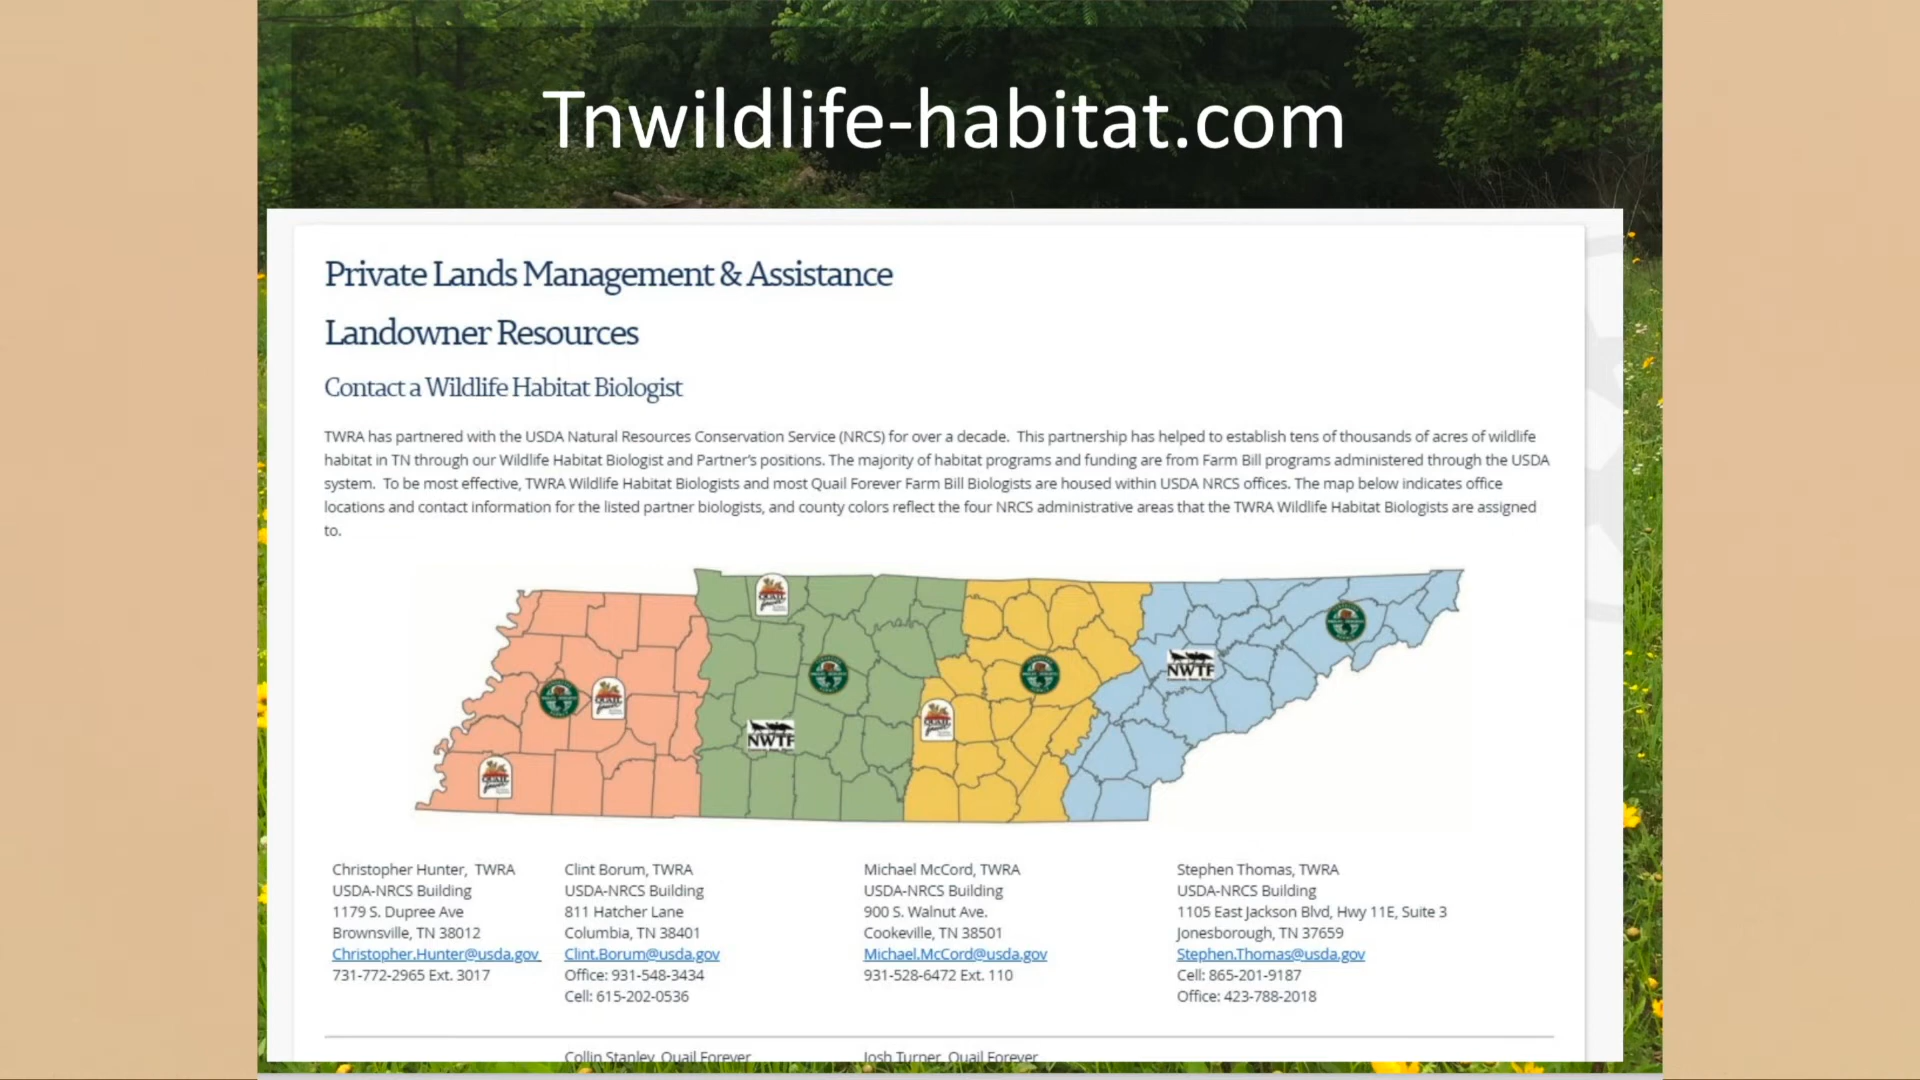 Tnwildlife-habitat.com
Private Lands Management & Assistance
Landowner Resources
Contact a Wildlife Habitat Biologist
TWRA has partnered with the USDA Natural Resources Conservation Service (NRCS) for over a decade. This partnership has helped to establish tens of thousands of acres of wildlife
habitat in TN through our Wildlife Habitat Biologist and Partner's positions. The majority of habitat programs and funding are from Farm Bill programs administered through the USDA
system. To be most effective, TWRA Wildlife Habitat Biologists and most Quail Forever Farm Bill Biologists are housed within USDA NRCS offices. The map below indicates office
locations and contact information for the listed partner biologists, and county colors reflect the four NRCS administrative areas that the TWRA Wildlife Habitat Biologists are assigned
to.
QUAIL
NWTF
QUAIL
QUAIL
NWTF
QUAIL
Christopher Hunter, TWRA
USDA-NRCS Building
1179 S. Dupree Ave
Brownsville, TN 38012
Christopher.Hunter@usda.gov
731-772-2965 Ext. 3017
Clint Borum, TWRA
USDA-NRCS Building
811 Hatcher Lane
Columbia, TN 38401
Clint.Borum@usda.gov
Office: 931-548-3434
Cell: 615-202-0536
Michael McCord, TWRA
USDA-NRCS Building
900 S. Walnut Ave.
Cookeville, TN 38501
Michael.McCord@usda.gov
931-528-6472 Ext. 110
Stephen Thomas, TWRA
USDA-NRCS Building
1105 East Jackson Blvd, Hwy 11E, Suite 3
Jonesborough, TN 37659
Stephen.Thomas@usda.gov
Cell: 865-201-9187
Office: 423-788-2018
Collin Stanley, Quail Forever
Josh Turner, Quail Forever